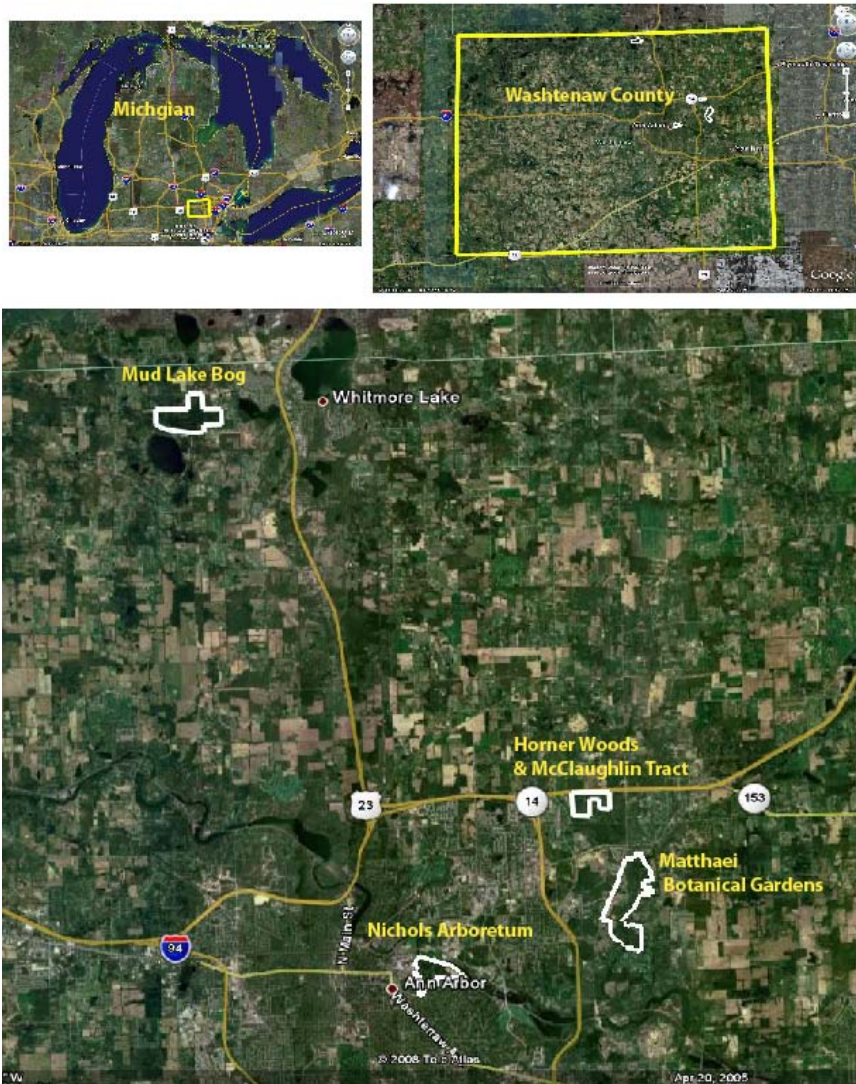 Michgian
Washtenaw County
Google
Mud Lake Bog
Whitmore Lake
Horner Woods
& McClaughlin Tract
23
14
153
Matthaei
Botanical Gardens
Nichols Arboretum
94
N Main St
Ann Arbor
Washtenaw
© 2008 Tele Atlas
Apr 20, 2005